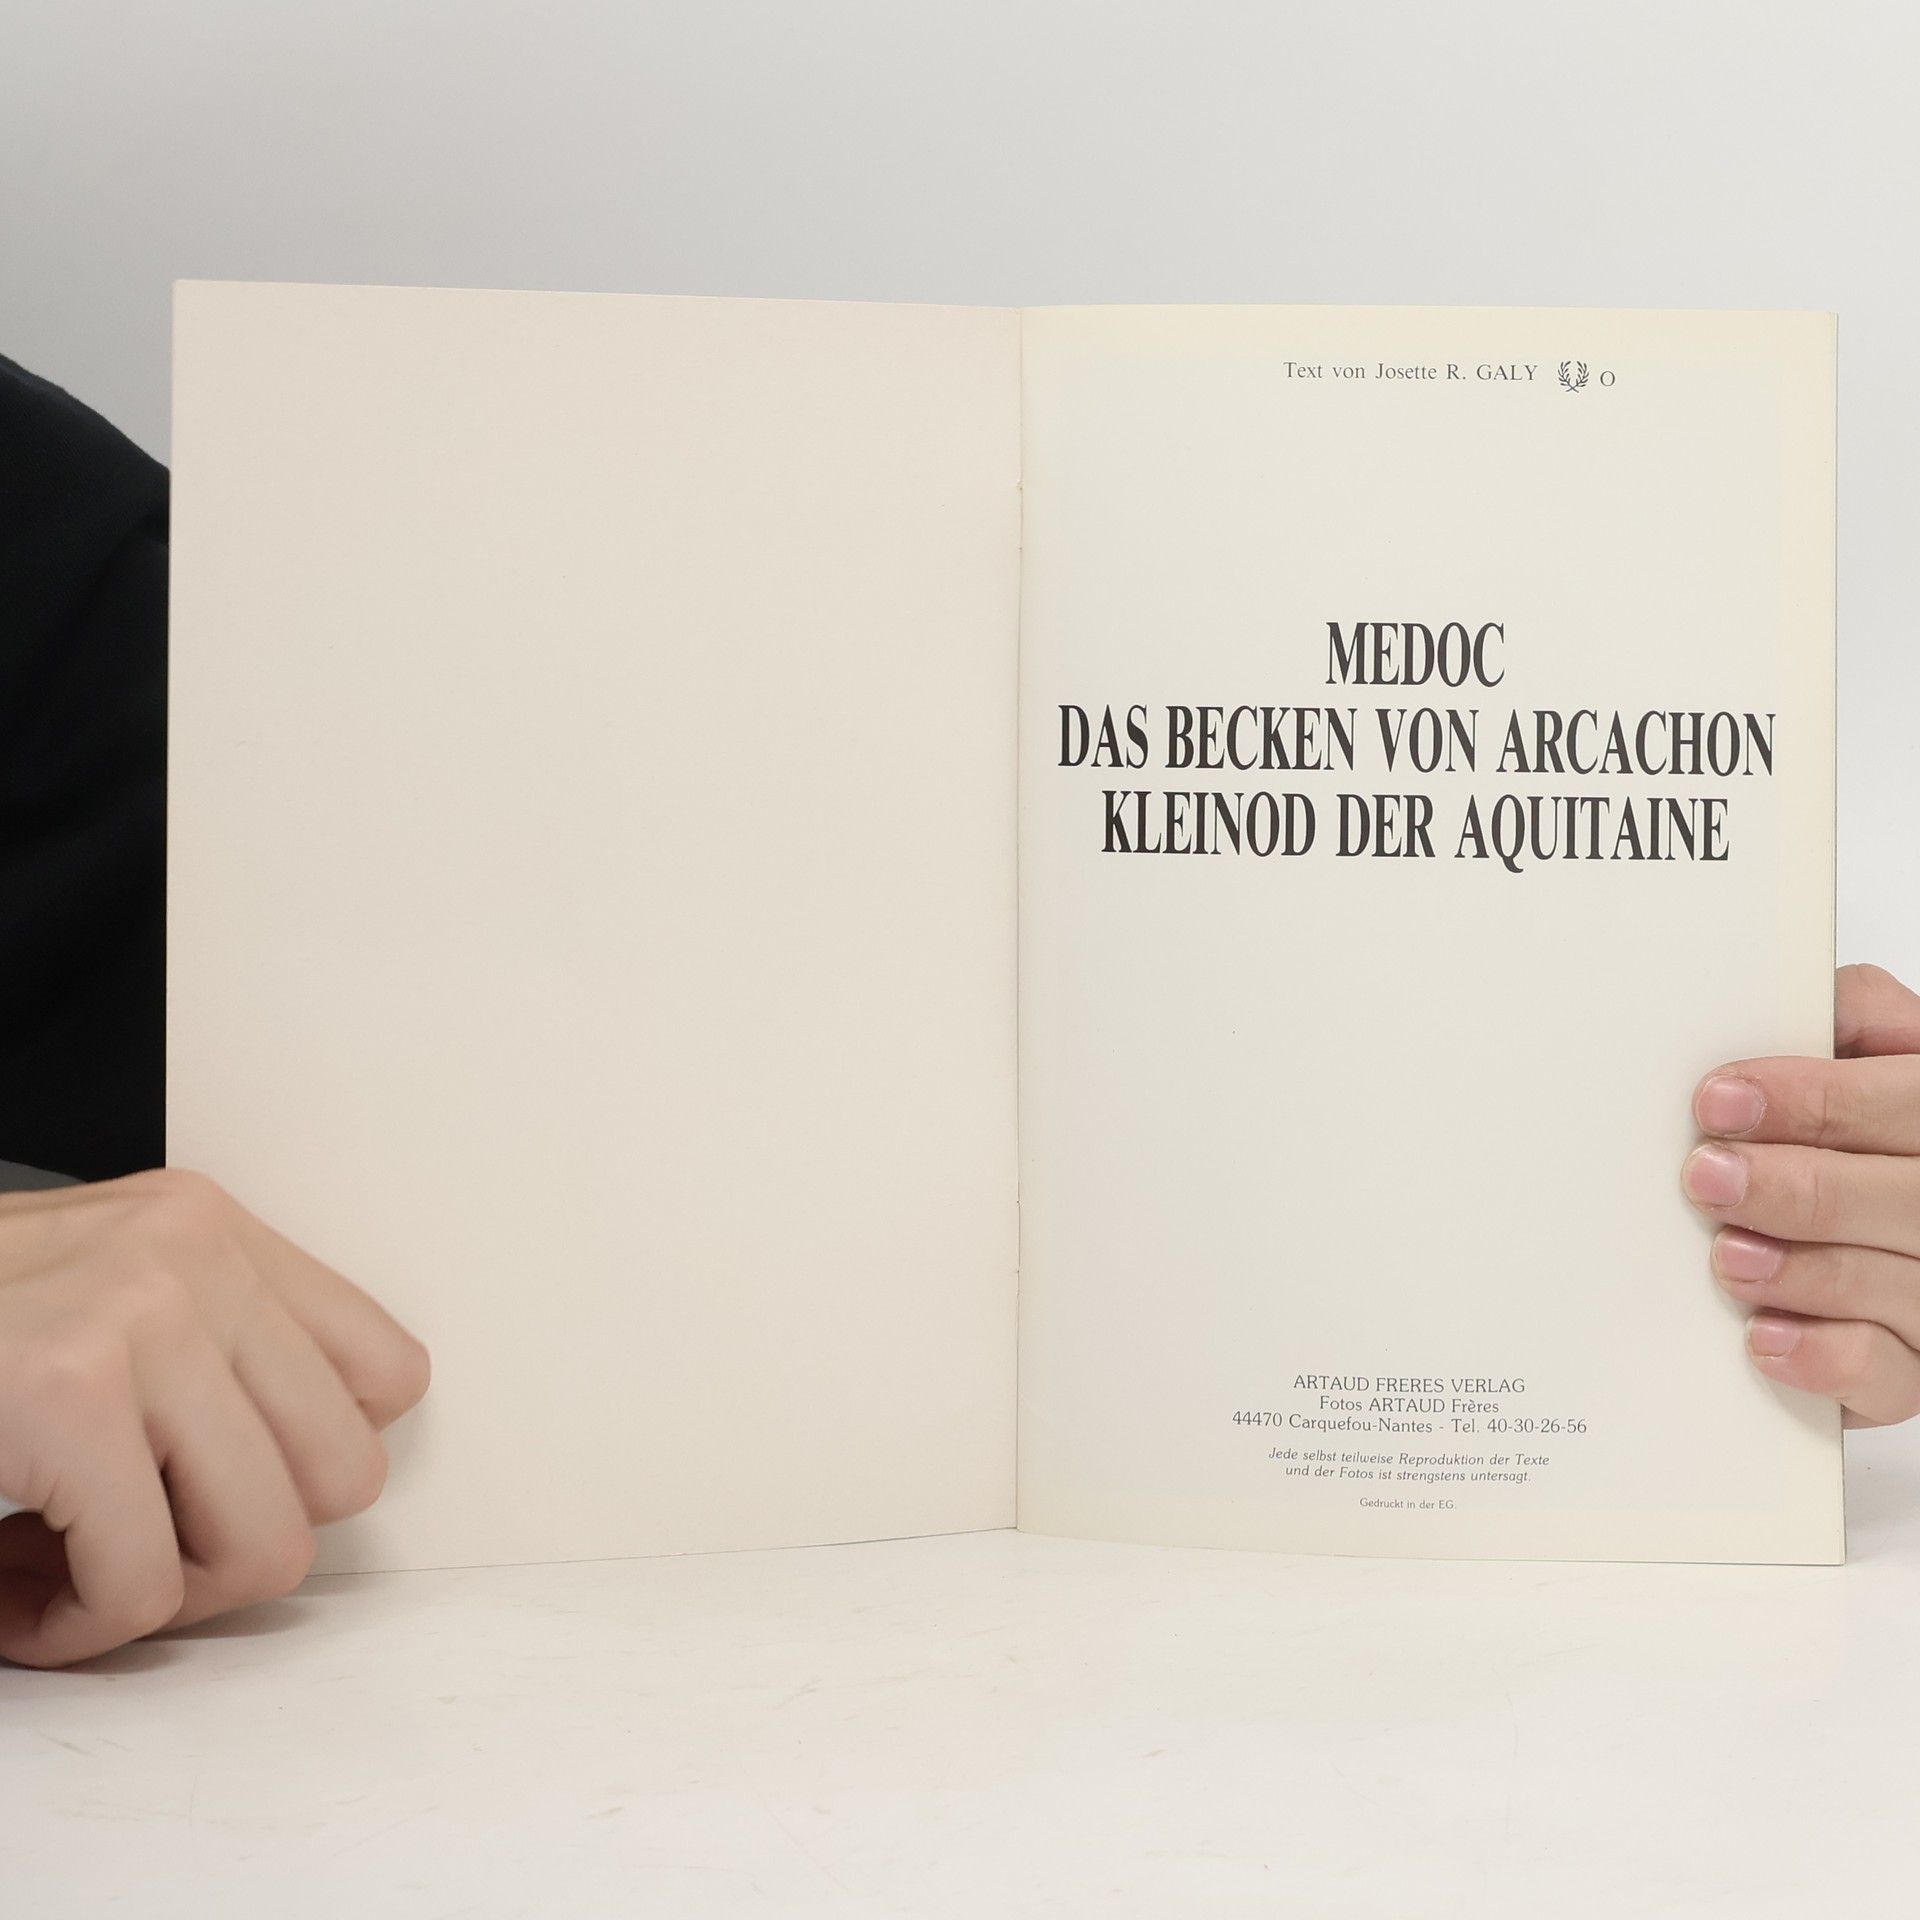 Text von Josette R. GALY O
MEDOC
DAS BECKEN VON ARCACHON
KLEINOD DER AQUITAINE
ARTAUD FRERES VERLAG
Fotos ARTAUD Frères
44470 Carquefou-Nantes - Tel. 40-30-26-56
Jede selbst teilweise Reproduktion der Texte
und der Fotos ist strengstens untersagt.
Gedruckt in der EG.